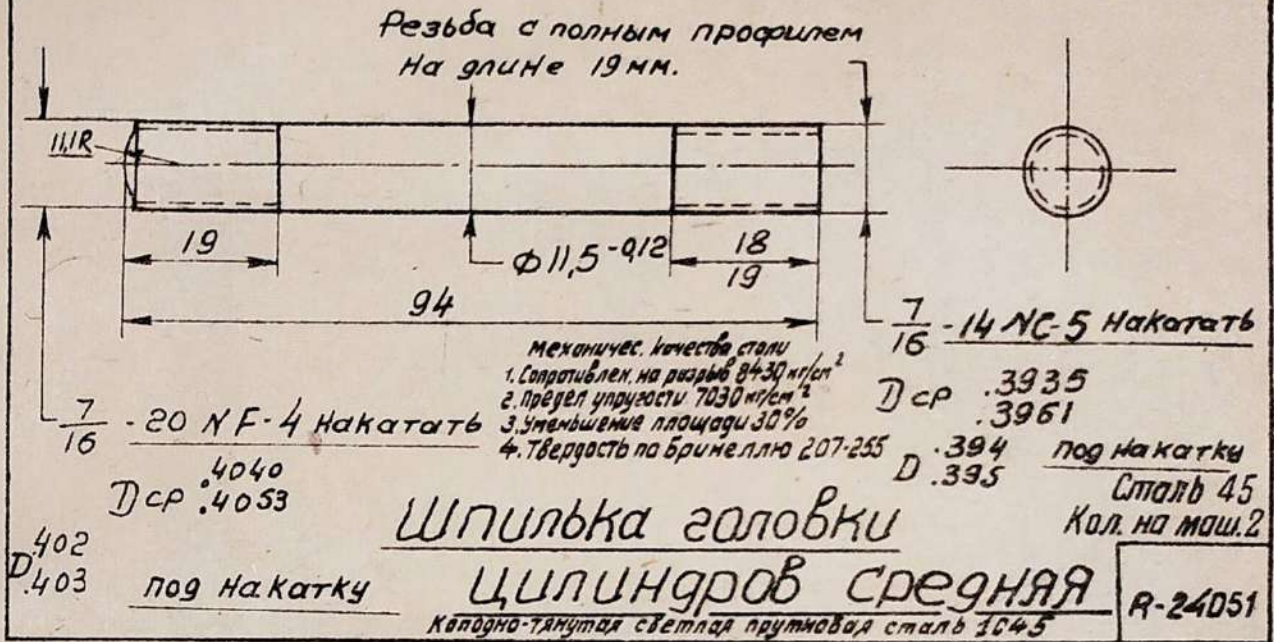 Резьба с полным профилем
на длине 19 мм.
11,1R
19
Ф 11,5 -0,12
18
19
94
7/16 - 14 NC-5 Накатать
Механичес. качества стали
1. Сопротивлен. на разрыв 8430 кг/см²
2. Предел упругости 7030 кг/см²
3. Уменьшение площади 30%
4. Твердость по Бринеллю 207-255
Dср .3935
.3961
7/16 - 20 NF-4 Накатать
D .394
.395
под накатку
Dср .4040
.4053
Сталь 45
Кол. на маш. 2
D .402
.403
под накатку
Шпилька головки
цилиндров средняя
R-24051
Холодно-тянутая светлая прутковая сталь 1045